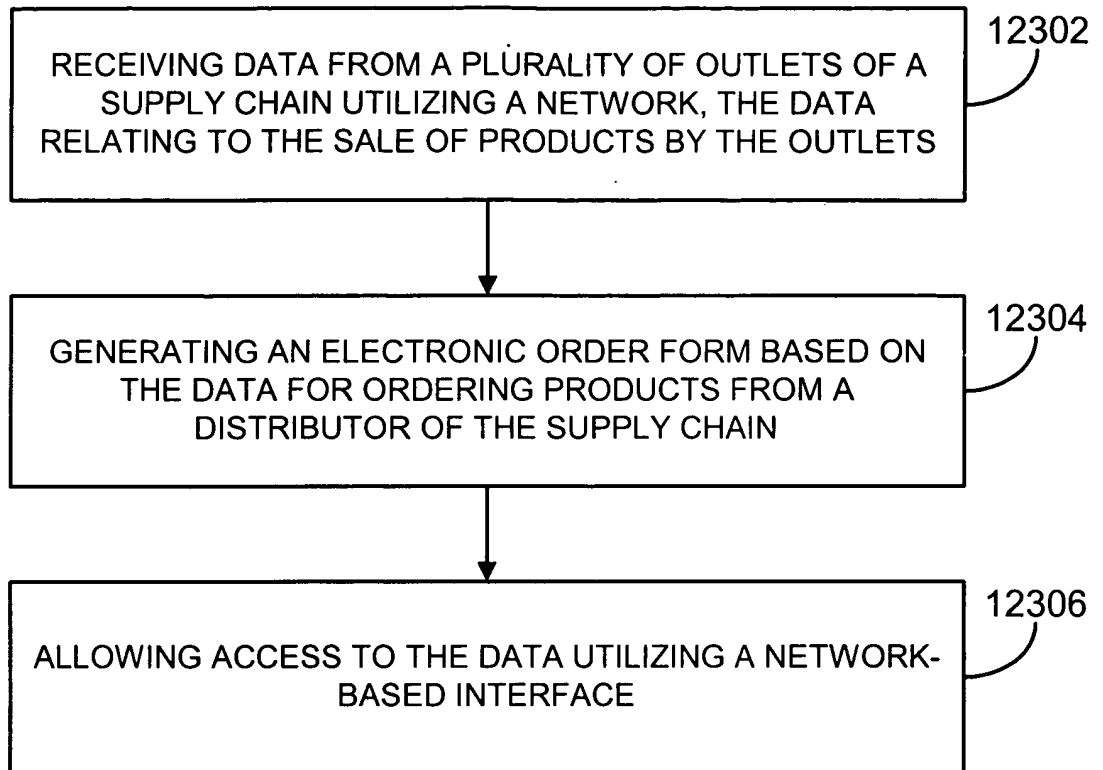 12302
RECEIVING DATA FROM A PLURALITY OF OUTLETS OF A
SUPPLY CHAIN UTILIZING A NETWORK, THE DATA
RELATING TO THE SALE OF PRODUCTS BY THE OUTLETS
12304
GENERATING AN ELECTRONIC ORDER FORM BASED ON
THE DATA FOR ORDERING PRODUCTS FROM A
DISTRIBUTOR OF THE SUPPLY CHAIN
12306
ALLOWING ACCESS TO THE DATA UTILIZING A NETWORK-
BASED INTERFACE